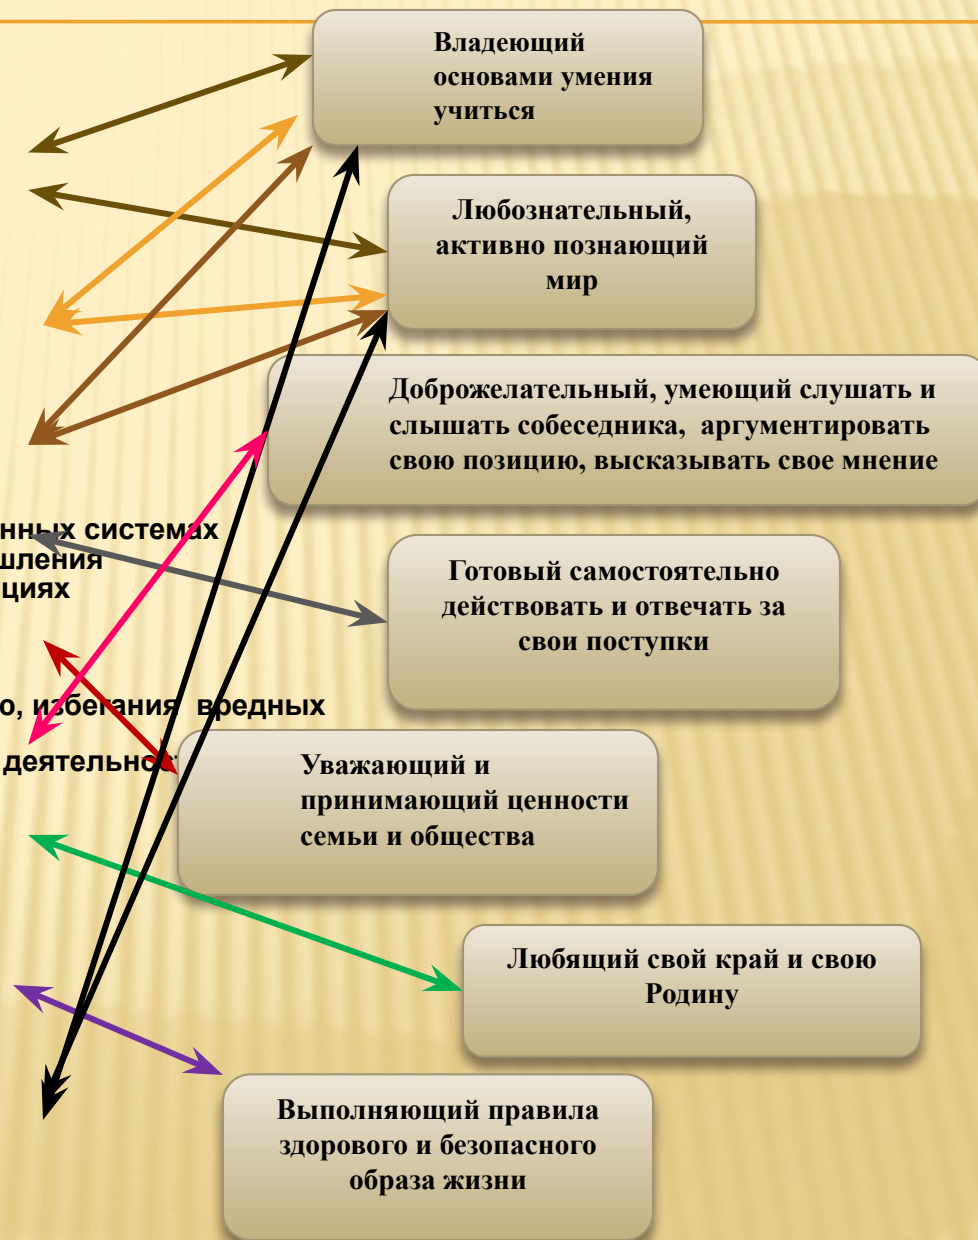 Владеющий
основами умения
учиться
Любознательный,
активно познающий
мир
Доброжелательный, умеющий слушать и
слышать собеседника, аргументировать
свою позицию, высказывать свое мнение
нных системах
шления
циях
Готовый самостоятельно
действовать и отвечать за
свои поступки
о, избегания вредных
деятельнос
Уважающий и
принимающий ценности
семьи и общества
Любящий свой край и свою
Родину
Выполняющий правила
здорового и безопасного
образа жизни